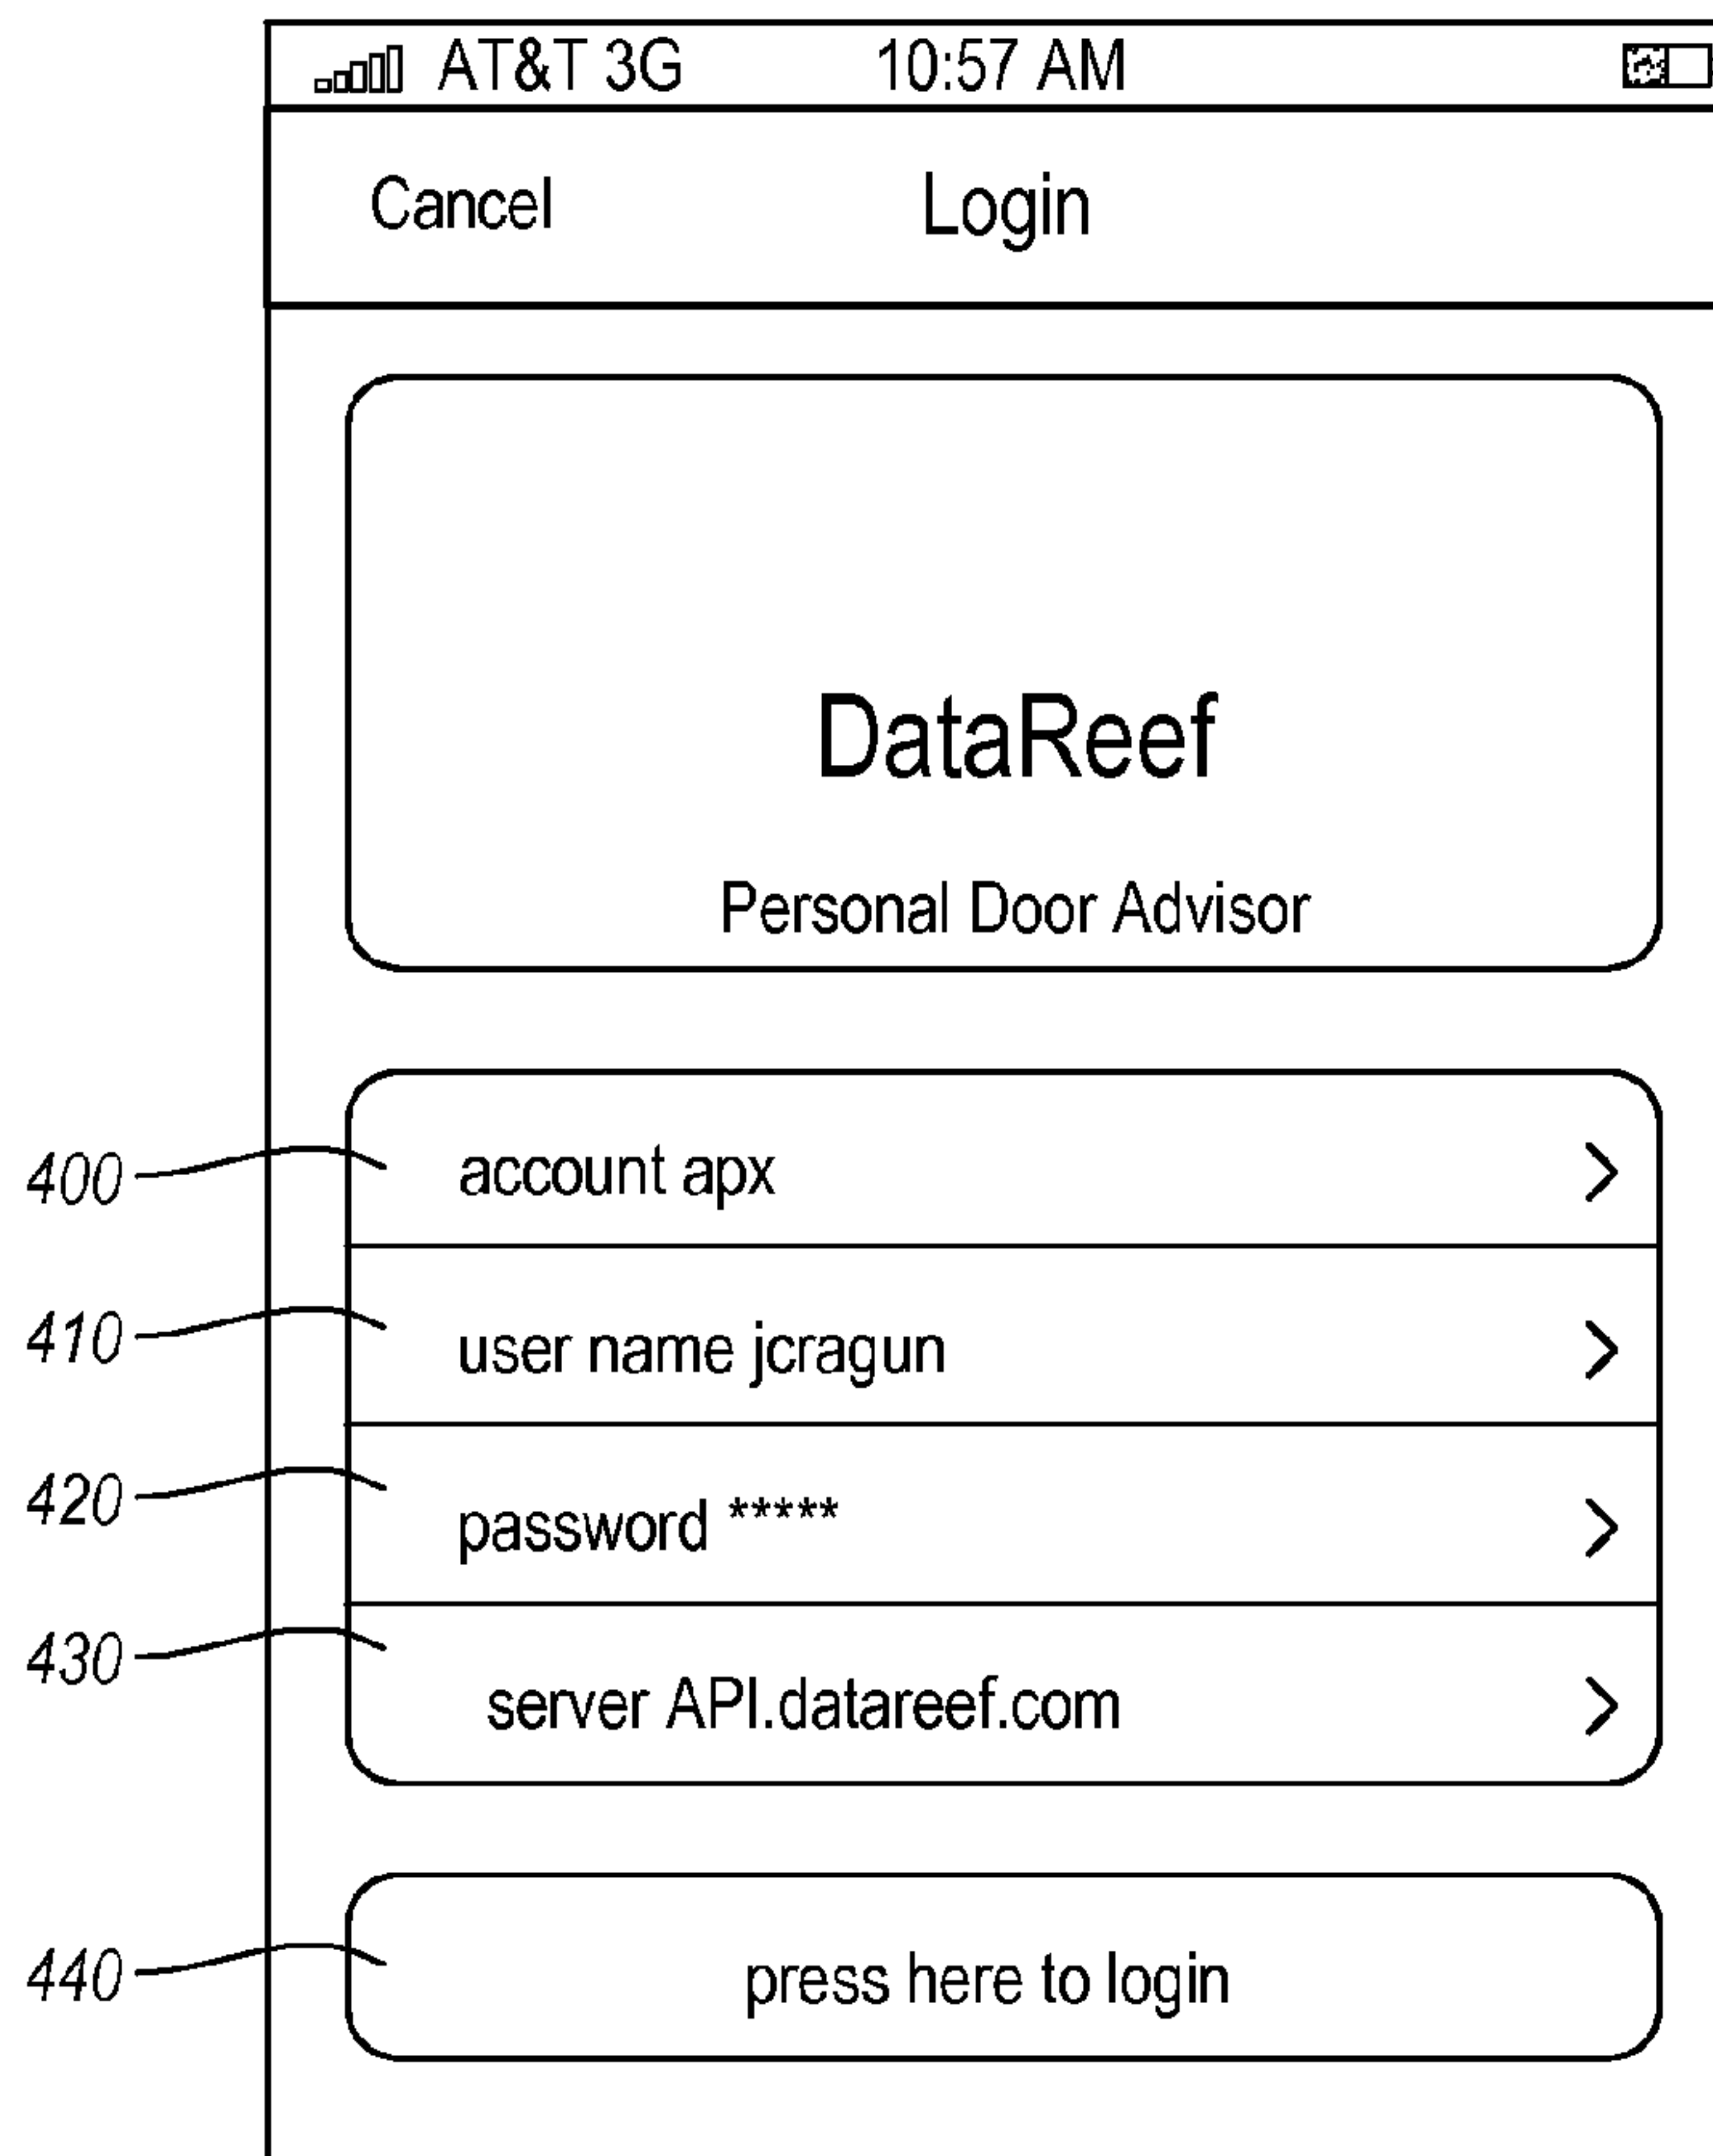 AT&T 3G 10:57 AM
Cancel Login
DataReef
Personal Door Advisor
400 account apx >
410 user name jcragun >
420 password ***** >
430 server API.datareef.com >
440 press here to login